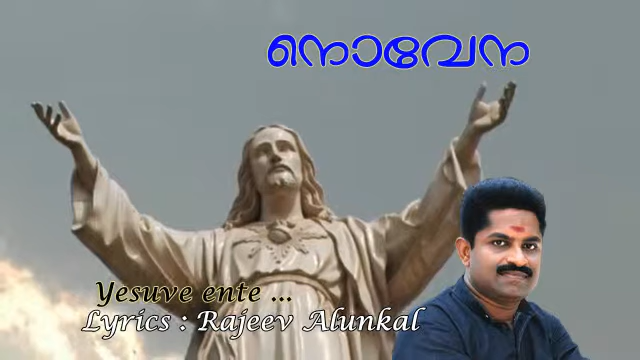 നൊവേന
Yesuve ente ...
Lyrics : Rajeev Alunkal